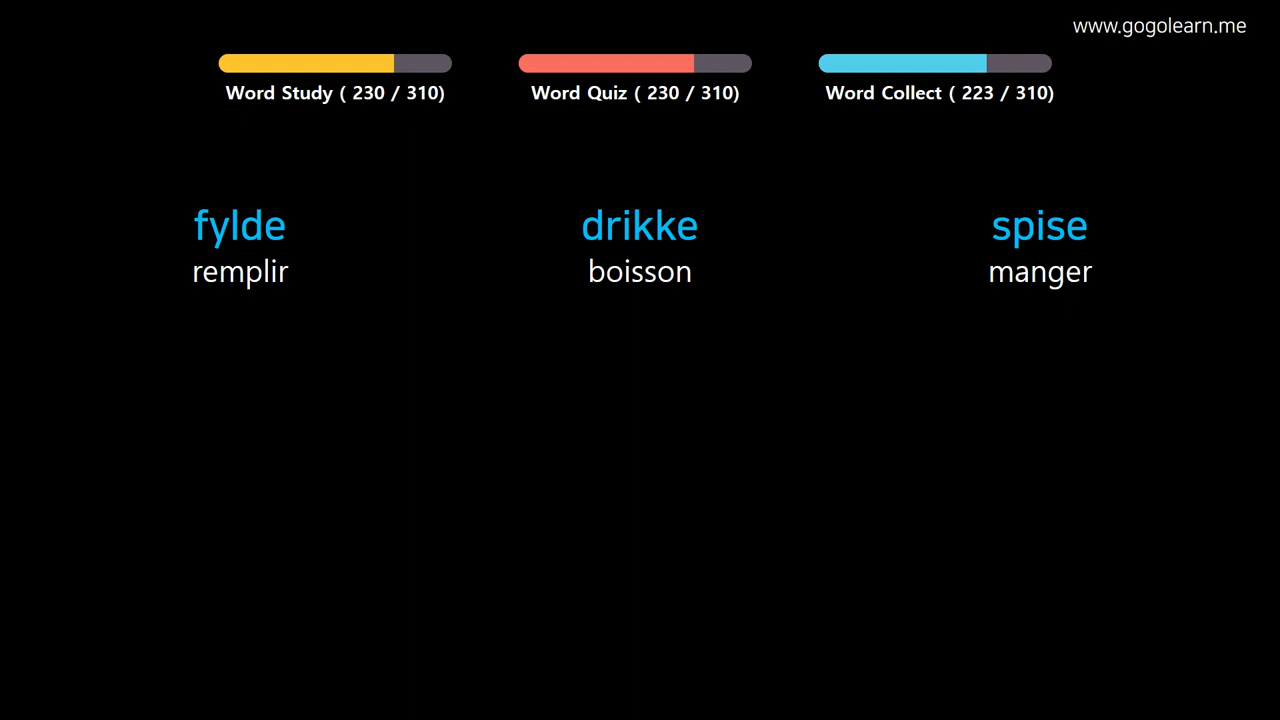 www.gogolearn.me
Word Study ( 230 / 310)
Word Quiz ( 230 / 310)
Word Collect ( 223 / 310)
fylde
remplir
drikke
boisson
spise
manger